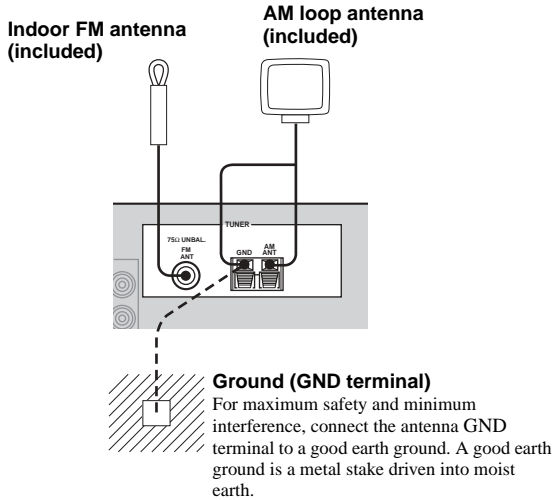 Indoor FM antenna
(included)
AM loop antenna
(included)
TUNER
75Ω UNBAL.
FM
ANT
GND
AM
ANT
Ground (GND terminal)
For maximum safety and minimum
interference, connect the antenna GND
terminal to a good earth ground. A good earth
ground is a metal stake driven into moist
earth.